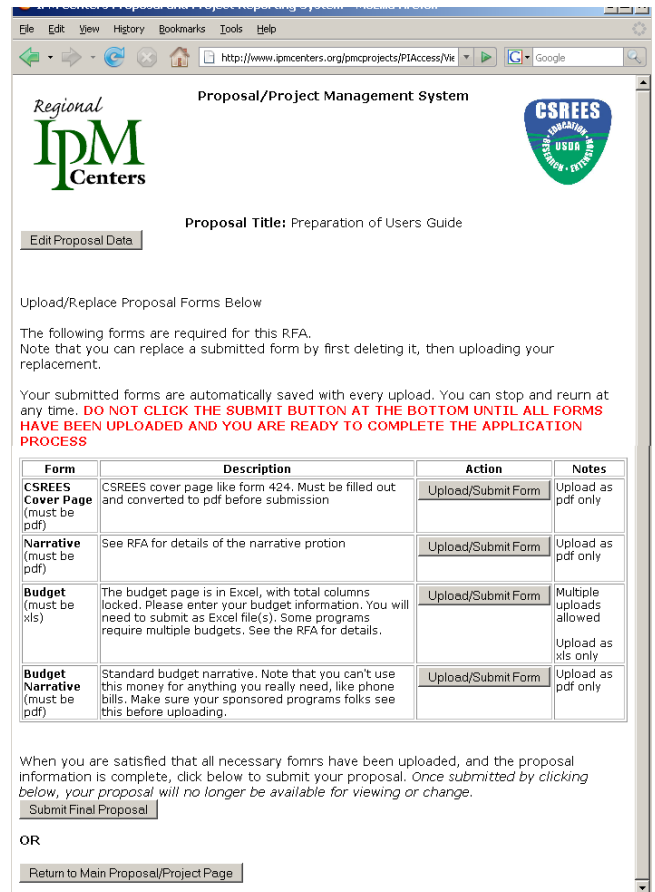 File Edit View History Bookmarks Tools Help
http://www.ipmcenters.org/pmcprojects/PIAccess/Vie
Google
Regional
IpM
Centers
Proposal/Project Management System
CSREES
EDUCATION
USDA
RESEARCH · EXTENSION
Proposal Title: Preparation of Users Guide
Edit Proposal Data
Upload/Replace Proposal Forms Below
The following forms are required for this RFA.
Note that you can replace a submitted form by first deleting it, then uploading your
replacement.
Your submitted forms are automatically saved with every upload. You can stop and reurn at
any time. DO NOT CLICK THE SUBMIT BUTTON AT THE BOTTOM UNTIL ALL FORMS
HAVE BEEN UPLOADED AND YOU ARE READY TO COMPLETE THE APPLICATION
PROCESS
Form Description Action Notes
CSREES
Cover Page
(must be
pdf)
CSREES cover page like form 424. Must be filled out
and converted to pdf before submission
Upload/Submit Form
Upload as
pdf only
Narrative
(must be
pdf)
See RFA for details of the narrative protion
Upload/Submit Form
Upload as
pdf only
Budget
(must be
xls)
The budget page is in Excel, with total columns
locked. Please enter your budget information. You will
need to submit as Excel file(s). Some programs
require multiple budgets. See the RFA for details.
Upload/Submit Form
Multiple
uploads
allowed
Upload as
xls only
Budget
Narrative
(must be
pdf)
Standard budget narrative. Note that you can't use
this money for anything you really need, like phone
bills. Make sure your sponsored programs folks see
this before uploading.
Upload/Submit Form
Upload as
pdf only
When you are satisfied that all necessary fomrs have been uploaded, and the proposal
information is complete, click below to submit your proposal. Once submitted by clicking
below, your proposal will no longer be available for viewing or change.
Submit Final Proposal
OR
Return to Main Proposal/Project Page